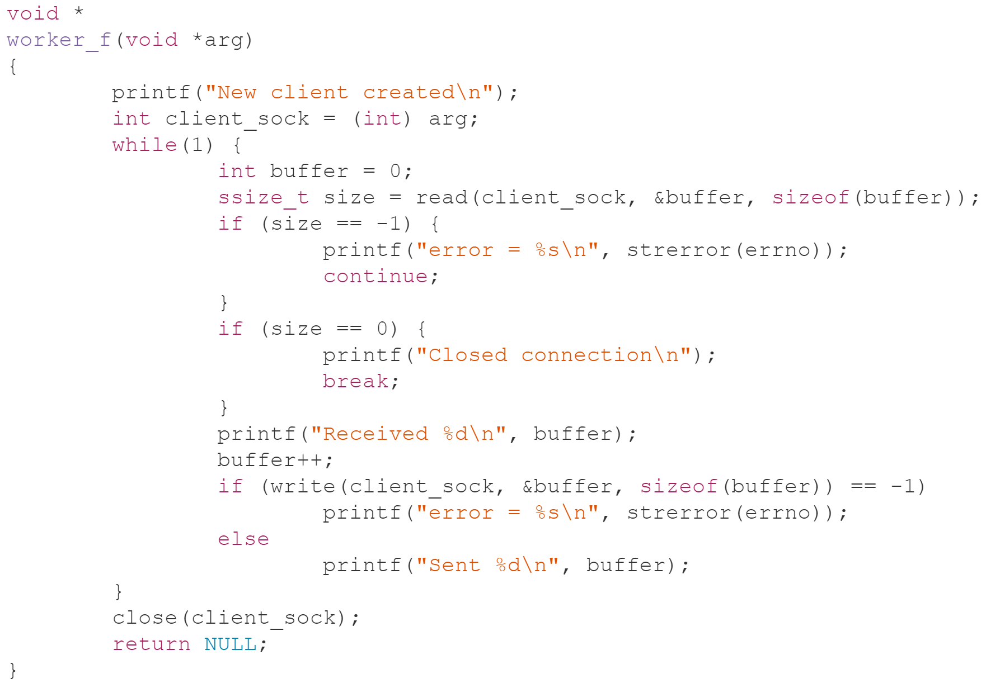 void *
worker_f(void *arg)
{
        printf("New client created\n");
        int client_sock = (int) arg;
        while(1) {
                int buffer = 0;
                ssize_t size = read(client_sock, &buffer, sizeof(buffer));
                if (size == -1) {
                        printf("error = %s\n", strerror(errno));
                        continue;
                }
                if (size == 0) {
                        printf("Closed connection\n");
                        break;
                }
                printf("Received %d\n", buffer);
                buffer++;
                if (write(client_sock, &buffer, sizeof(buffer)) == -1)
                        printf("error = %s\n", strerror(errno));
                else
                        printf("Sent %d\n", buffer);
        }
        close(client_sock);
        return NULL;
}